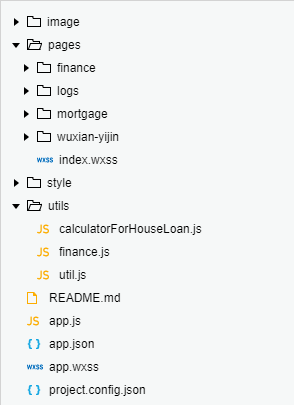 image
pages
finance
logs
mortgage
wuxian-yijin
wxss index.wxss
style
utils
JS calculatorForHouseLoan.js
JS finance.js
JS util.js
README.md
JS app.js
{ } app.json
wxss app.wxss
{ } project.config.json